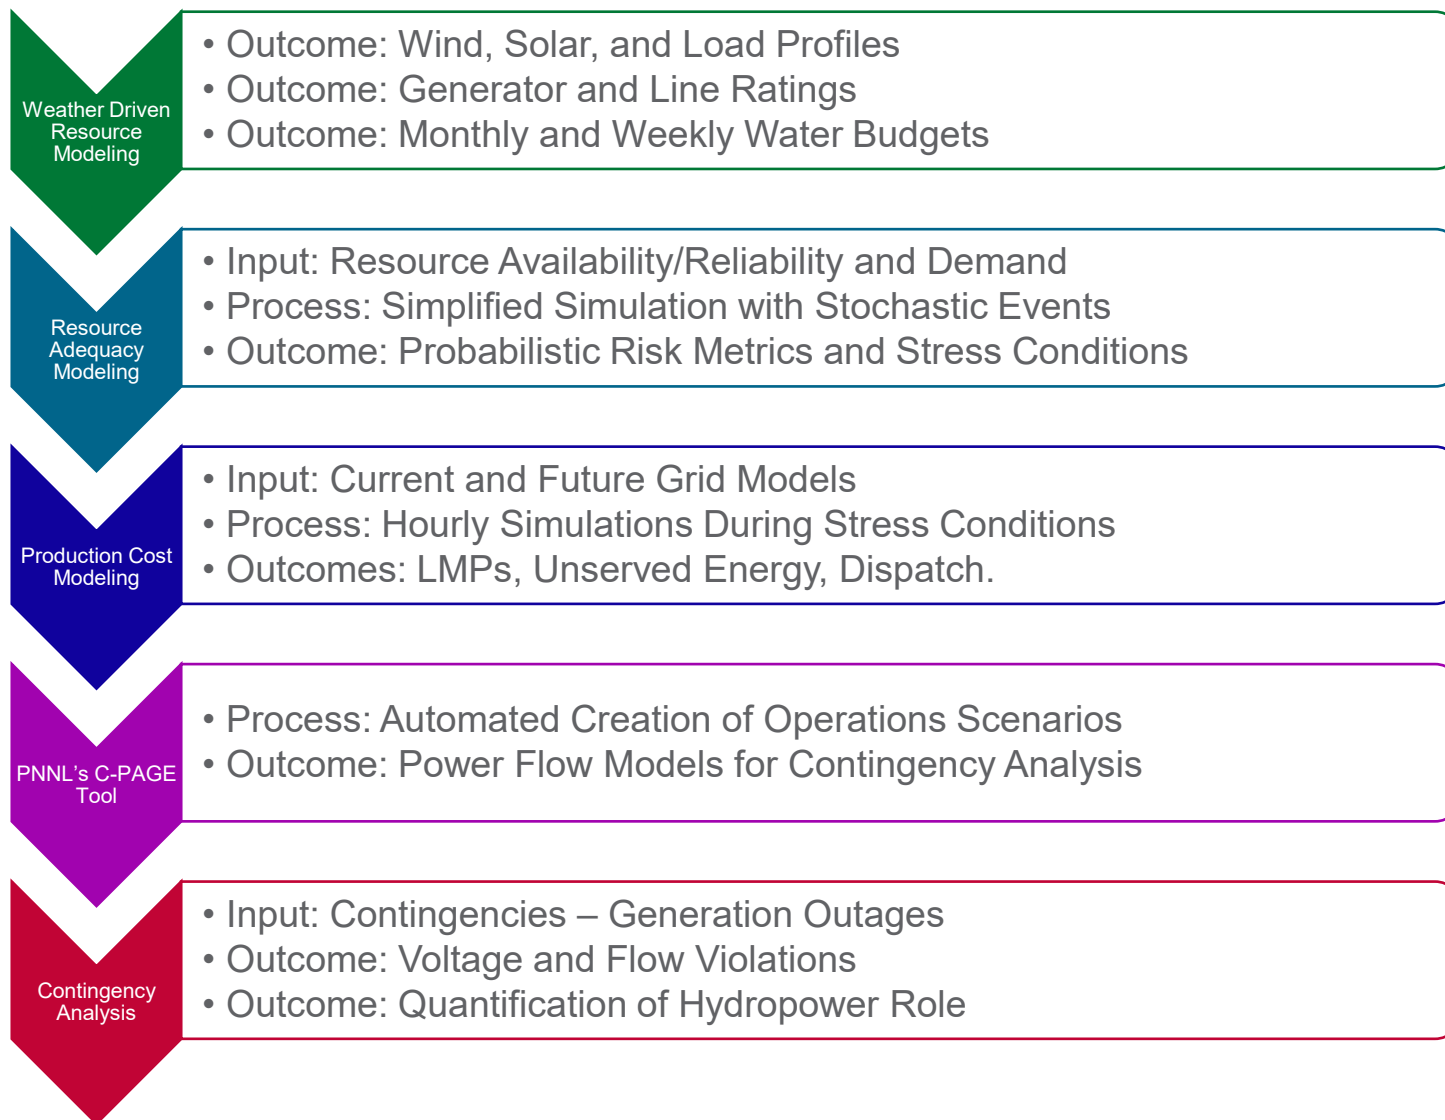 Weather Driven
Resource
Modeling
• Outcome: Wind, Solar, and Load Profiles
• Outcome: Generator and Line Ratings
• Outcome: Monthly and Weekly Water Budgets
Resource
Adequacy
Modeling
• Input: Resource Availability/Reliability and Demand
• Process: Simplified Simulation with Stochastic Events
• Outcome: Probabilistic Risk Metrics and Stress Conditions
Production Cost
Modeling
• Input: Current and Future Grid Models
• Process: Hourly Simulations During Stress Conditions
• Outcomes: LMPs, Unserved Energy, Dispatch.
PNNL’s C-PAGE
Tool
• Process: Automated Creation of Operations Scenarios
• Outcome: Power Flow Models for Contingency Analysis
Contingency
Analysis
• Input: Contingencies – Generation Outages
• Outcome: Voltage and Flow Violations
• Outcome: Quantification of Hydropower Role